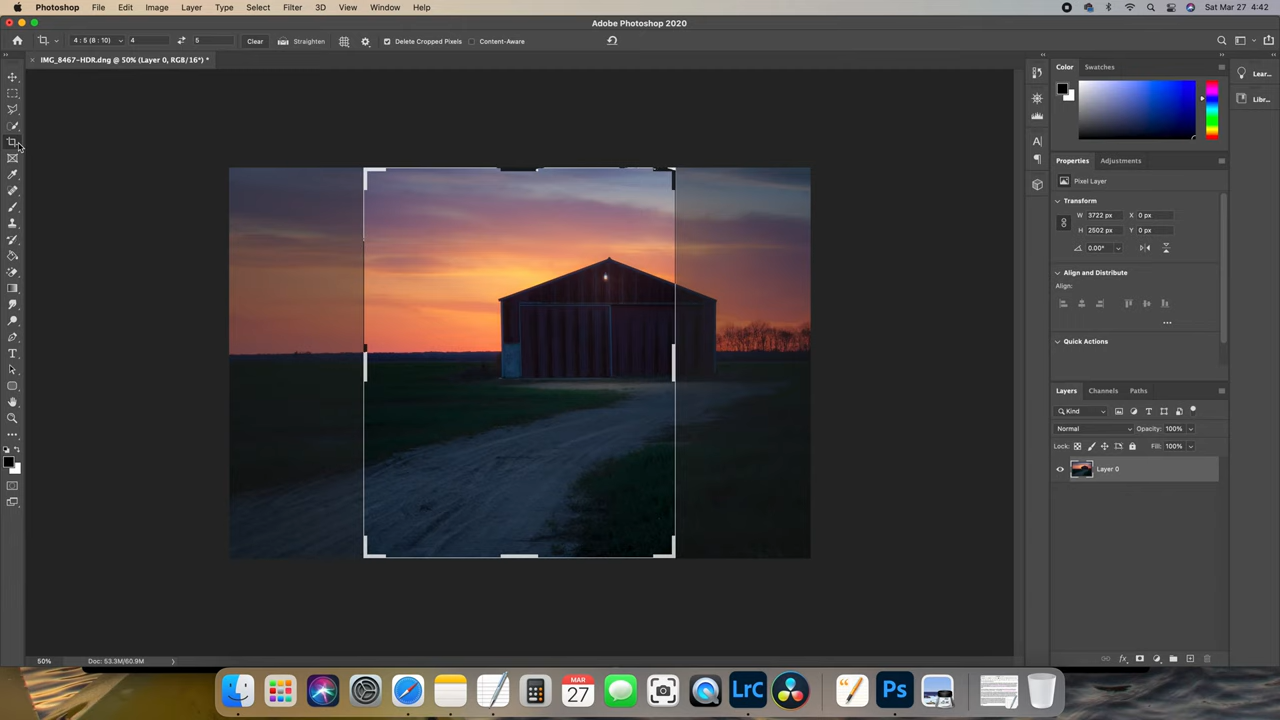 Photoshop File Edit Image Layer Type Select Filter 3D View Window Help Sat Mar 27 4:42
Adobe Photoshop 2020
4 : 5 (8 : 10) 4 5 Clear Straighten Delete Cropped Pixels Content-Aware
IMG_8467-HDR.dng @ 50% (Layer 0, RGB/16*) *
Color Swatches
Lear...
Libr...
Properties Adjustments
Pixel Layer
Transform
W 3722 px X 0 px
H 2502 px Y 0 px
0.00°
Align and Distribute
Align:
Quick Actions
Layers Channels Paths
Kind
Normal Opacity: 100%
Lock: Fill: 100%
Layer 0
50% Doc: 53.3M/60.9M
MAR
27
LrC
Ps